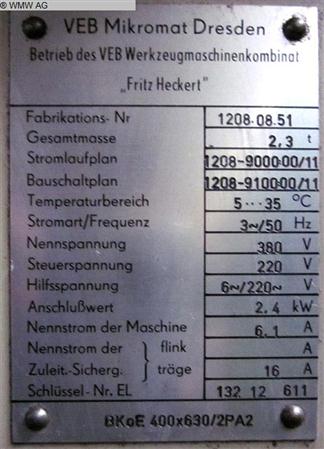 © WMW AG
VEB Mikromat Dresden
Betrieb des VEB Werkzeugmaschinenkombinat
„Fritz Heckert"
Fabrikations- Nr 1208.08.51
Gesamtmasse 2,3 t
Stromlaufplan 1208-9000:00/11
Bauschaltplan 1208-9100:00/11
Temperaturbereich 5···35 °C
Stromart/Frequenz 3~/50 Hz
Nennspannung 380 V
Steuerspannung 220 V
Hilfsspannung 6~/220~ V
Anschlußwert 2,4 kW
Nennstrom der Maschine 6,1 A
Nennstrom der } flink A
Zuleit.-Sicherg. } träge 16 A
Schlüssel-Nr. EL 132 12 611
BKoE 400x630/2PA2